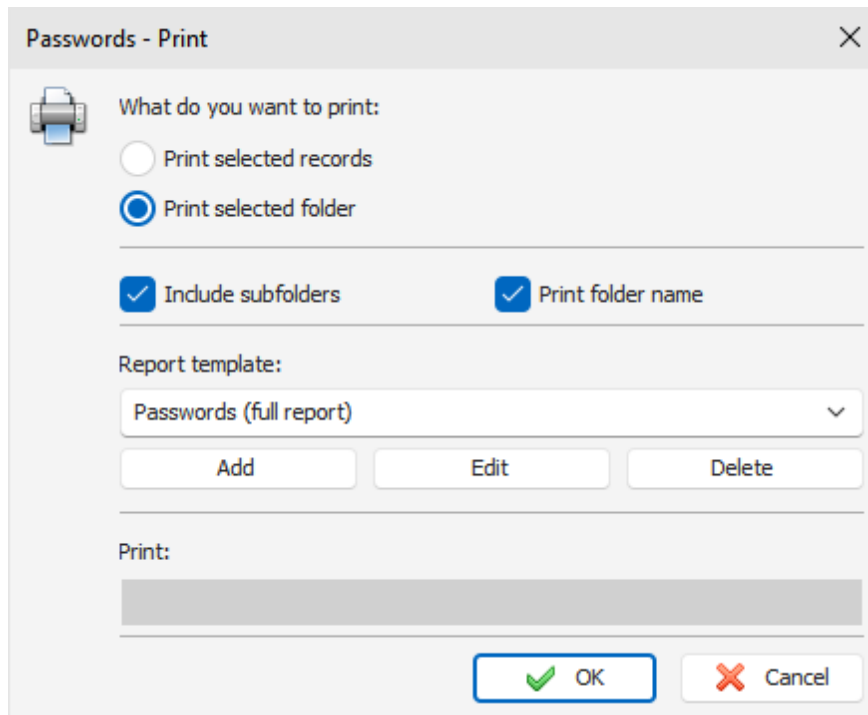 Passwords - Print
What do you want to print:
Print selected records
Print selected folder
Include subfolders Print folder name
Report template:
Passwords (full report)
Add Edit Delete
Print:
OK Cancel